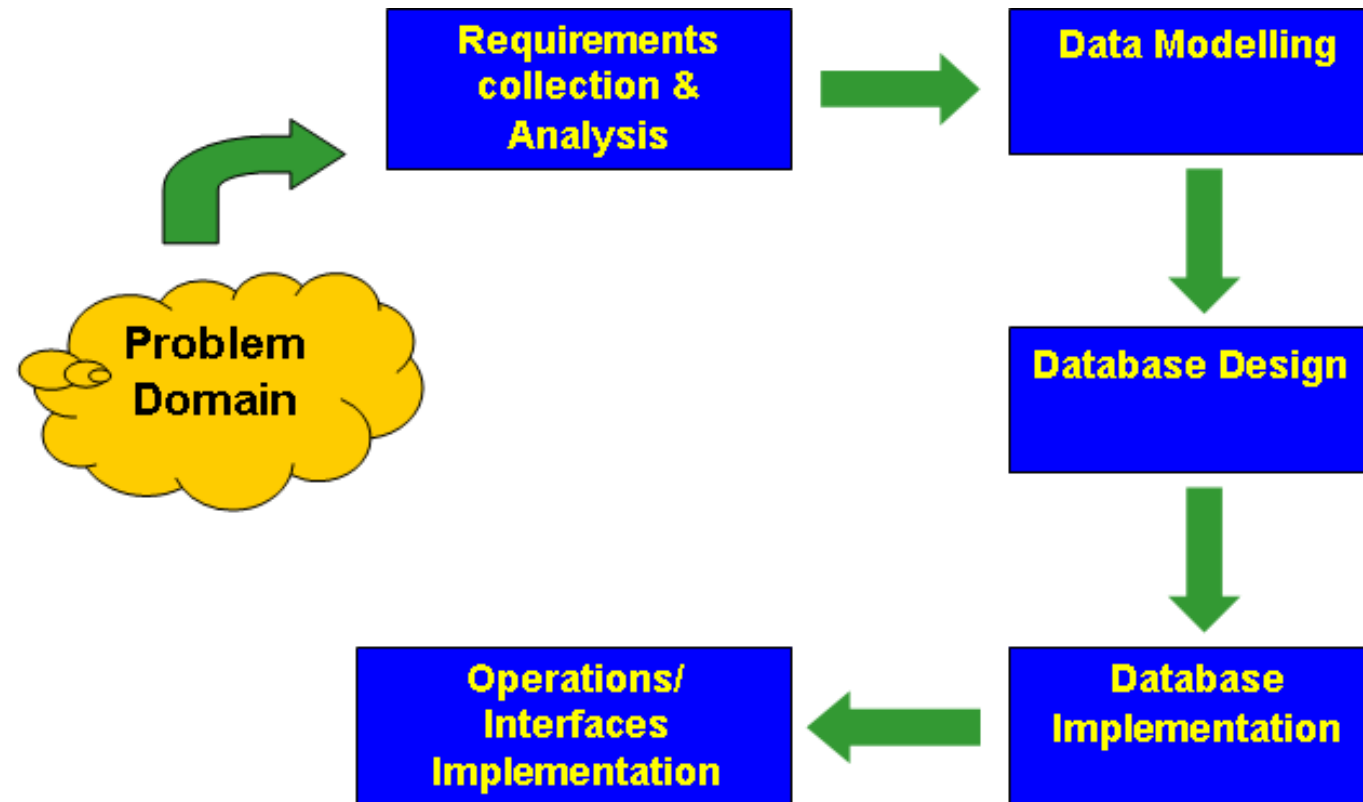 Requirements
collection &
Analysis
Data Modelling
Problem
Domain
Database Design
Database
Implementation
Operations/
Interfaces
Implementation